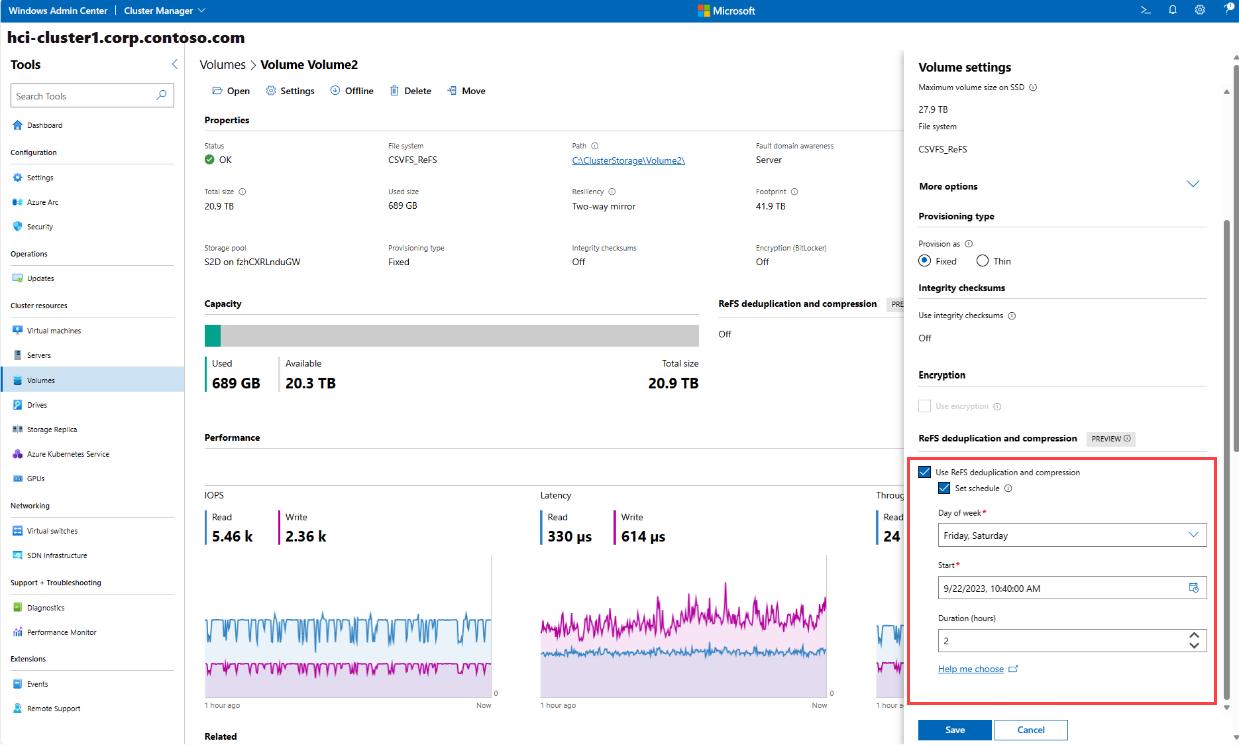 Windows Admin Center | Cluster Manager Microsoft
hci-cluster1.corp.contoso.com
Tools
Search Tools
Dashboard
Configuration
Settings
Azure Arc
Security
Operations
Updates
Cluster resources
Virtual machines
Servers
Volumes
Drives
Storage Replica
Azure Kubernetes Service
GPUs
Networking
Virtual switches
SDN Infrastructure
Support + Troubleshooting
Diagnostics
Performance Monitor
Extensions
Events
Remote Support
Volumes > Volume Volume2
Open Settings Offline Delete Move
Properties
Status File system Path Fault domain awareness
OK CSVFS_ReFS C:\ClusterStorage\Volume2\ Server
Total size Used size Resiliency Footprint
20.9 TB 689 GB Two-way mirror 41.9 TB
Storage pool Provisioning type Integrity checksums Encryption (BitLocker)
S2D on fzhCXRLnduGW Fixed Off Off
Capacity
Used Available Total size
689 GB 20.3 TB 20.9 TB
ReFS deduplication and compression PRE
Off
Performance
IOPS Latency Throug
Read Write Read Write Read
5.46 k 2.36 k 330 µs 614 µs 24
0 0
1 hour ago Now 1 hour ago Now 1 hour a
Related
Volume settings
Maximum volume size on SSD
27.9 TB
File system
CSVFS_ReFS
More options
Provisioning type
Provision as
Fixed Thin
Integrity checksums
Use integrity checksums
Off
Encryption
Use encryption
ReFS deduplication and compression PREVIEW
Use ReFS deduplication and compression
Set schedule
Day of week*
Friday, Saturday
Start*
9/22/2023, 10:40:00 AM
Duration (hours)
2
Help me choose
Save Cancel